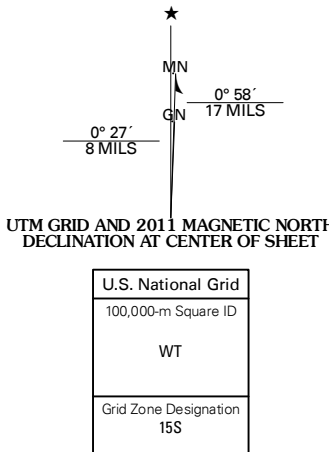 ★
MN
GN
0° 58´
17 MILS
0° 27´
8 MILS
UTM GRID AND 2011 MAGNETIC NORTH
DECLINATION AT CENTER OF SHEET
U.S. National Grid
100,000-m Square ID
WT
Grid Zone Designation
15S